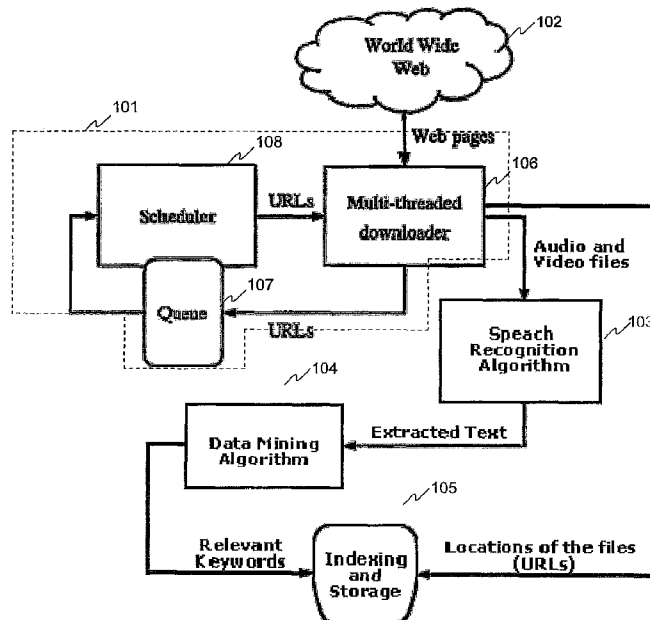 102
World Wide
Web
101
Web pages
108
106
URLs
Scheduler
Multi-threaded
downloader
Audio and
Video files
107
Queue
URLs
Speach
Recognition
Algorithm
103
104
Extracted Text
Data Mining
Algorithm
105
Relevant
Keywords
Indexing
and
Storage
Locations of the files
(URLs)